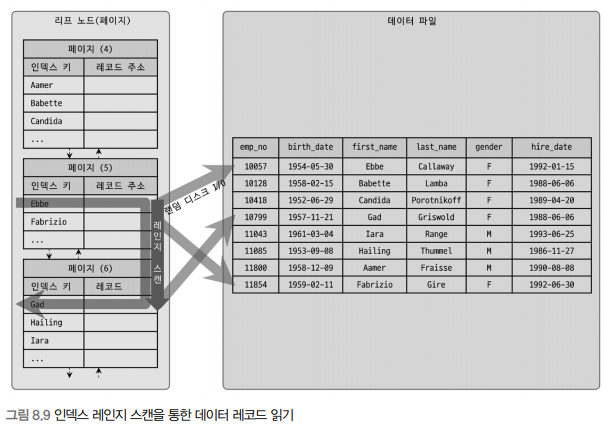 리프 노드(페이지)
페이지 (4)
인덱스 키 레코드 주소
Aamer
Babette
Candida
...
페이지 (5)
인덱스 키 레코드 주소
Ebbe
Fabrizio
...
페이지 (6)
인덱스 키 레코드
Gad
Hailing
Iara
...
레인지 스캔
랜덤 디스크 I/O
데이터 파일
emp_no birth_date first_name last_name gender hire_date
10057 1954-05-30 Ebbe Callaway F 1992-01-15
10128 1958-02-15 Babette Lamba F 1988-06-06
10418 1952-06-29 Candida Porotnikoff F 1989-04-20
10799 1957-11-21 Gad Griswold F 1988-06-06
11043 1961-03-04 Iara Range M 1993-06-25
11085 1953-09-08 Hailing Thummel M 1986-11-27
11800 1958-12-09 Aamer Fraisse M 1990-08-08
11854 1959-02-11 Fabrizio Gire F 1992-06-30
그림 8.9 인덱스 레인지 스캔을 통한 데이터 레코드 읽기